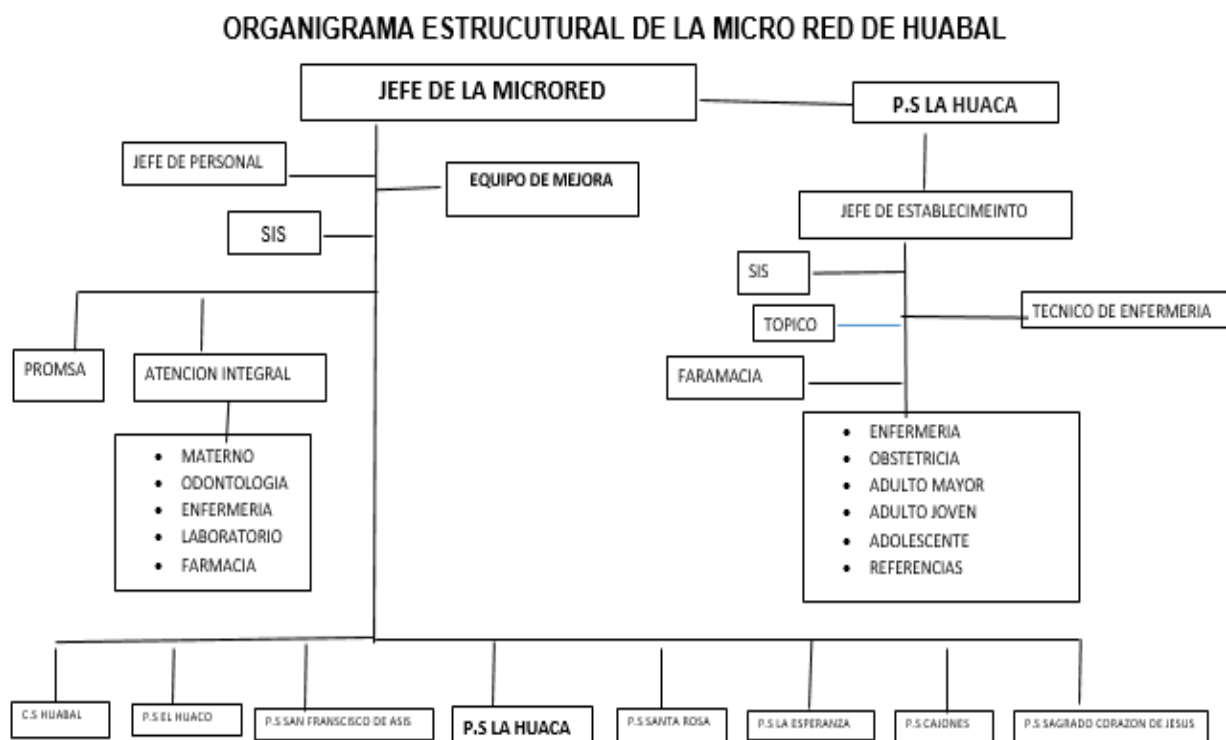 ORGANIGRAMA ESTRUCUTURAL DE LA MICRO RED DE HUABAL
JEFE DE LA MICRORED
P.S LA HUACA
JEFE DE PERSONAL
EQUIPO DE MEJORA
SIS
JEFE DE ESTABLECIMEINTO
SIS
TOPICO
TECNICO DE ENFERMERIA
FARAMACIA
PROMSA
ATENCION INTEGRAL
• MATERNO
• ODONTOLOGIA
• ENFERMERIA
• LABORATORIO
• FARMACIA
• ENFERMERIA
• OBSTETRICIA
• ADULTO MAYOR
• ADULTO JOVEN
• ADOLESCENTE
• REFERENCIAS
C.S HUABAL
P.S EL HUACO
P.S SAN FRANSCISCO DE ASIS
P.S LA HUACA
P.S SANTA ROSA
P.S LA ESPERANZA
P.S CAJONES
P.S SAGRADO CORAZON DE JESUS